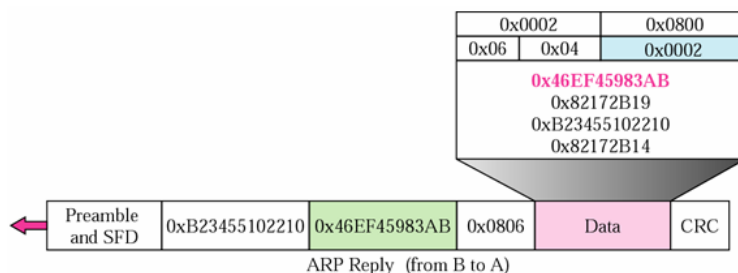 0x0002 0x0800
0x06 0x04 0x0002
0x46EF45983AB
0x82172B19
0xB23455102210
0x82172B14
Preamble and SFD 0xB23455102210 0x46EF45983AB 0x0806 Data CRC
ARP Reply (from B to A)